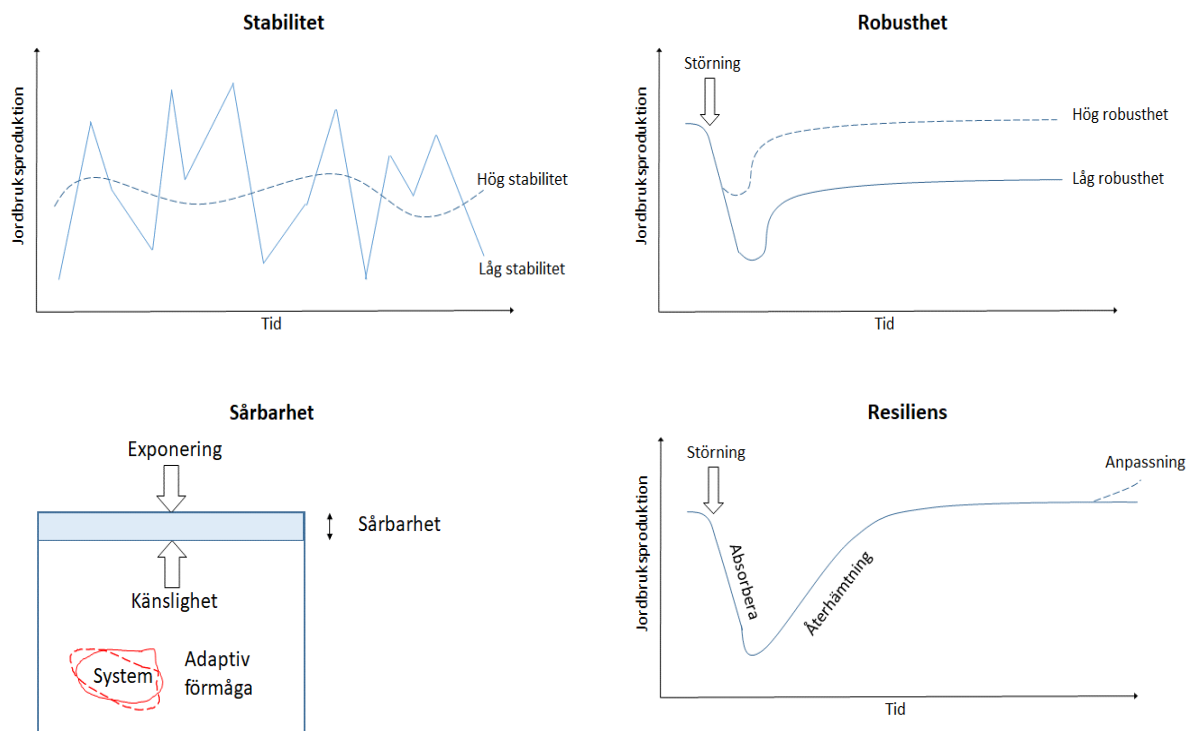 Stabilitet
Jordbruksproduktion
Hög stabilitet
Låg stabilitet
Tid
Robusthet
Störning
Jordbruksproduktion
Hög robusthet
Låg robusthet
Tid
Sårbarhet
Exponering
Sårbarhet
Känslighet
System
Adaptiv
förmåga
Resiliens
Störning
Anpassning
Jordbruksproduktion
Absorbera
Återhämtning
Tid